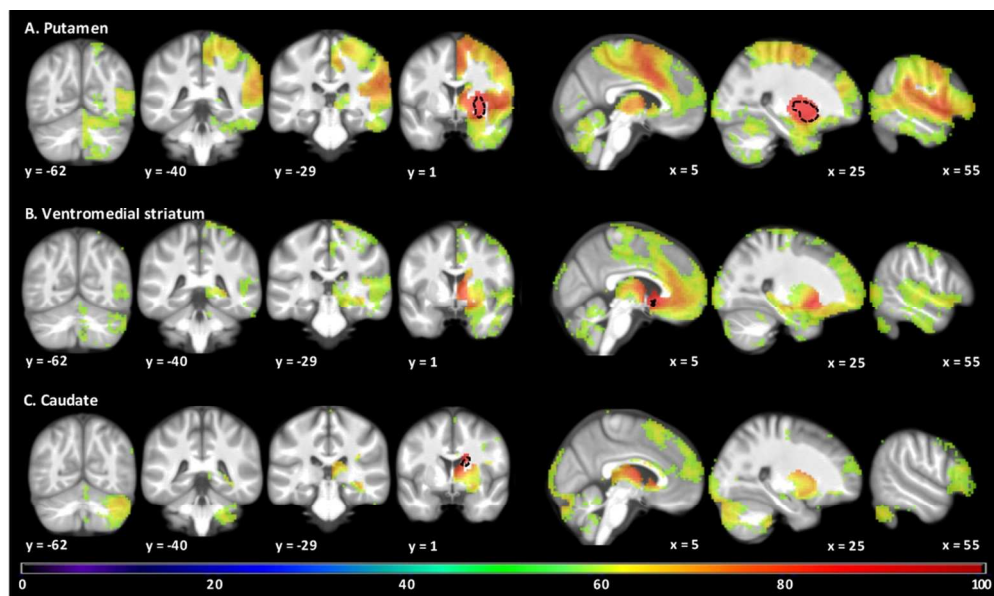 A. Putamen
y = -62 y = -40 y = -29 y = 1 x = 5 x = 25 x = 55
B. Ventromedial striatum
y = -62 y = -40 y = -29 y = 1 x = 5 x = 25 x = 55
C. Caudate
y = -62 y = -40 y = -29 y = 1 x = 5 x = 25 x = 55
0 20 40 60 80 100